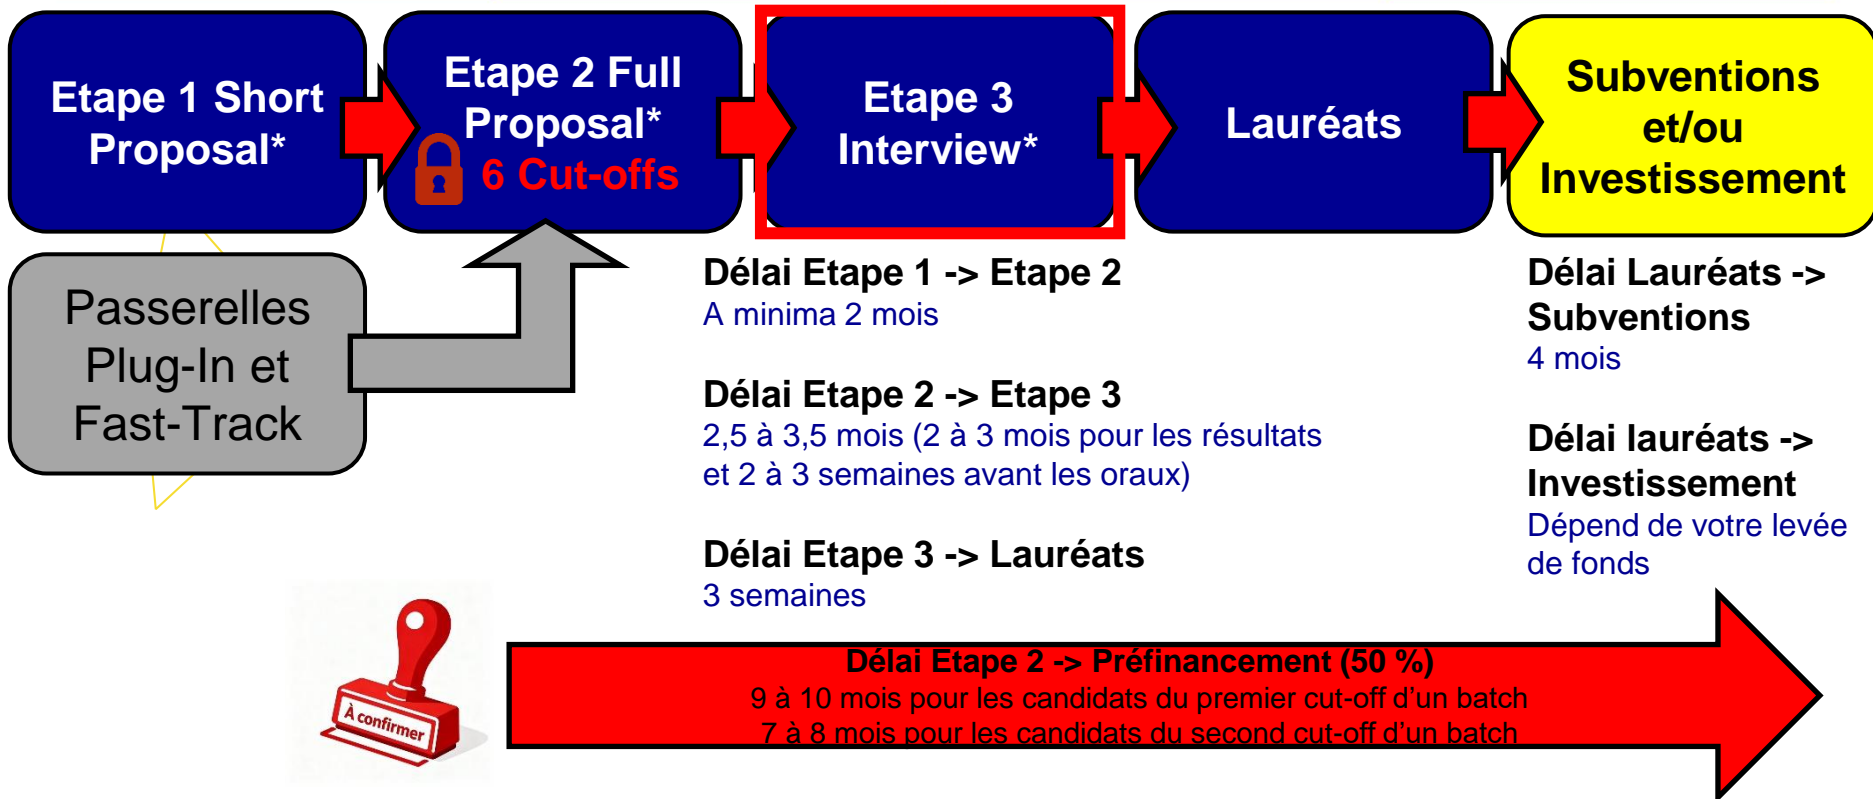 Etape 1 Short
Proposal*
Etape 2 Full
Proposal*
6 Cut-offs
Etape 3
Interview*
Lauréats
Subventions
et/ou
Investissement
Passerelles
Plug-In et
Fast-Track
Délai Etape 1 -> Etape 2
A minima 2 mois
Délai Etape 2 -> Etape 3
2,5 à 3,5 mois (2 à 3 mois pour les résultats
et 2 à 3 semaines avant les oraux)
Délai Etape 3 -> Lauréats
3 semaines
Délai Lauréats ->
Subventions
4 mois
Délai lauréats ->
Investissement
Dépend de votre levée
de fonds
À confirmer
Délai Etape 2 -> Préfinancement (50 %)
9 à 10 mois pour les candidats du premier cut-off d’un batch
7 à 8 mois pour les candidats du second cut-off d’un batch